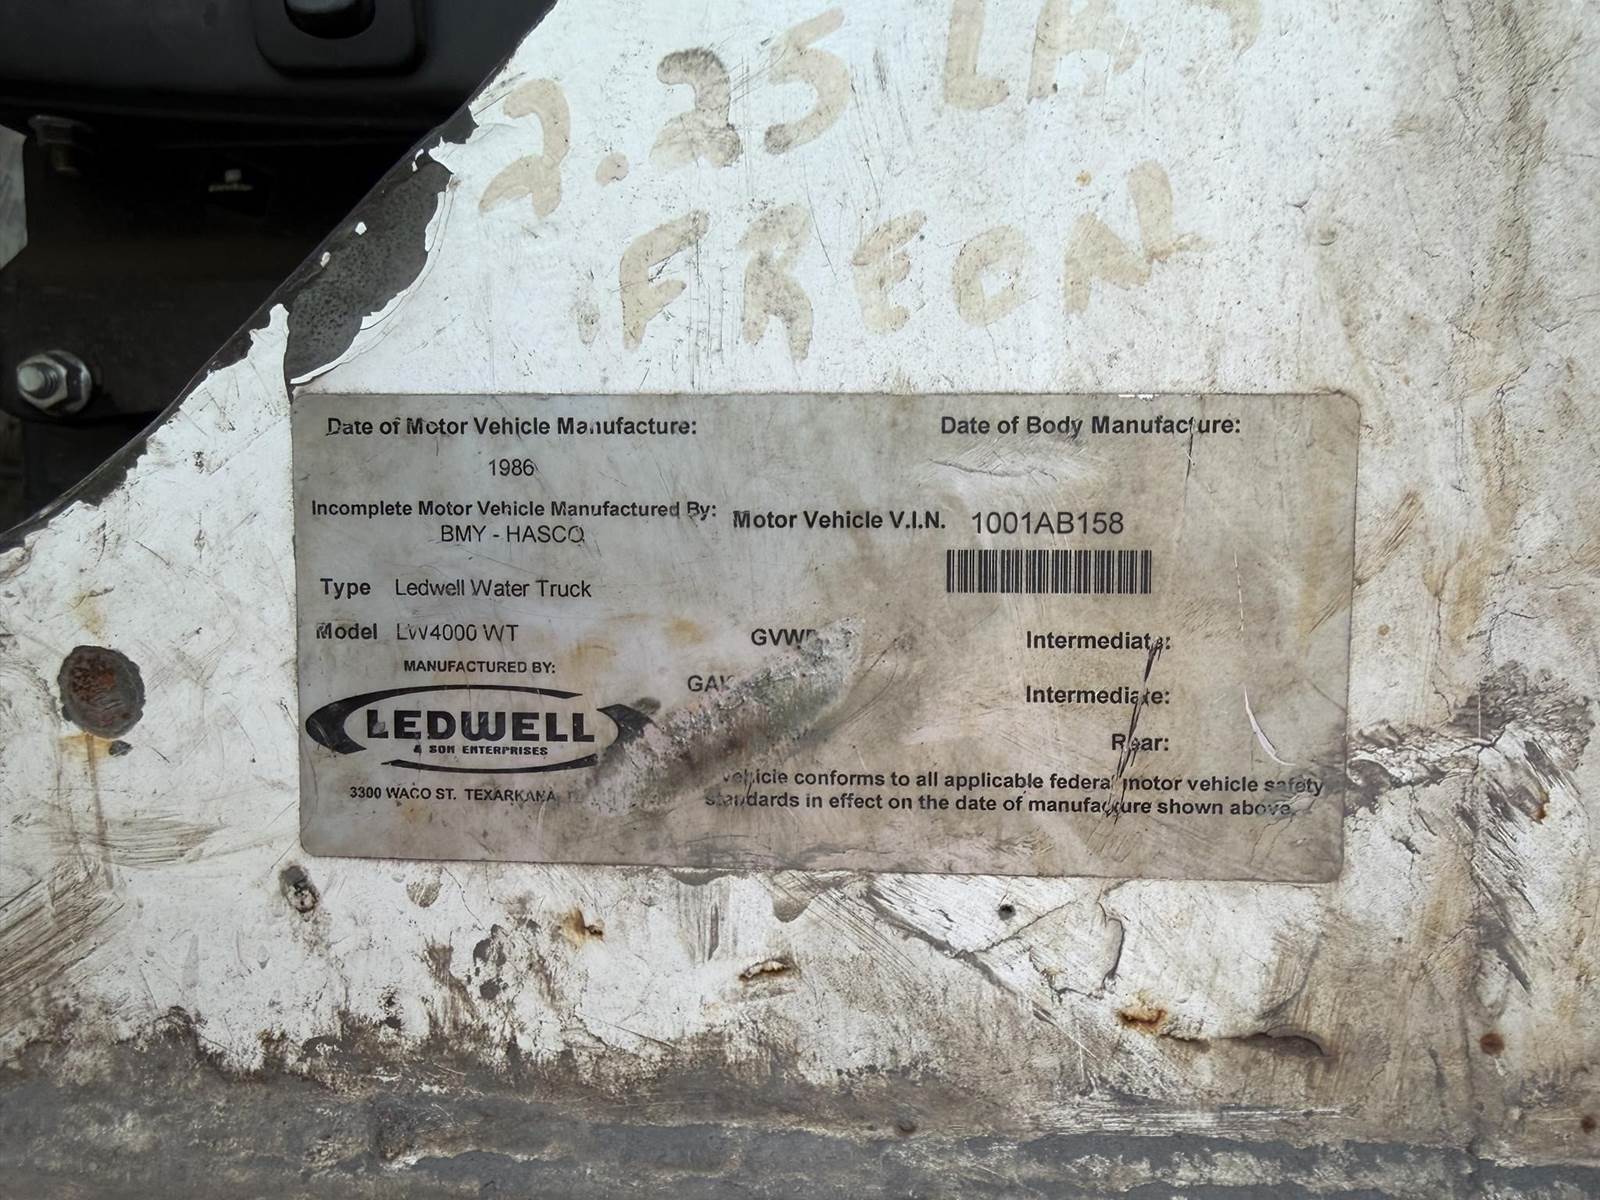 2.25 LBS
FREON
Date of Motor Vehicle Manufacture:
1986
Date of Body Manufacture:
Incomplete Motor Vehicle Manufactured By:
BMY - HASCO
Motor Vehicle V.I.N. 1001AB158
Type Ledwell Water Truck
Model LW4000 WT
GVWR
Intermediate:
MANUFACTURED BY:
LEDWELL
& SON ENTERPRISES
Intermediate:
Rear:
3300 WACO ST. TEXARKANA,
vehicle conforms to all applicable federal motor vehicle safety
standards in effect on the date of manufacture shown above.